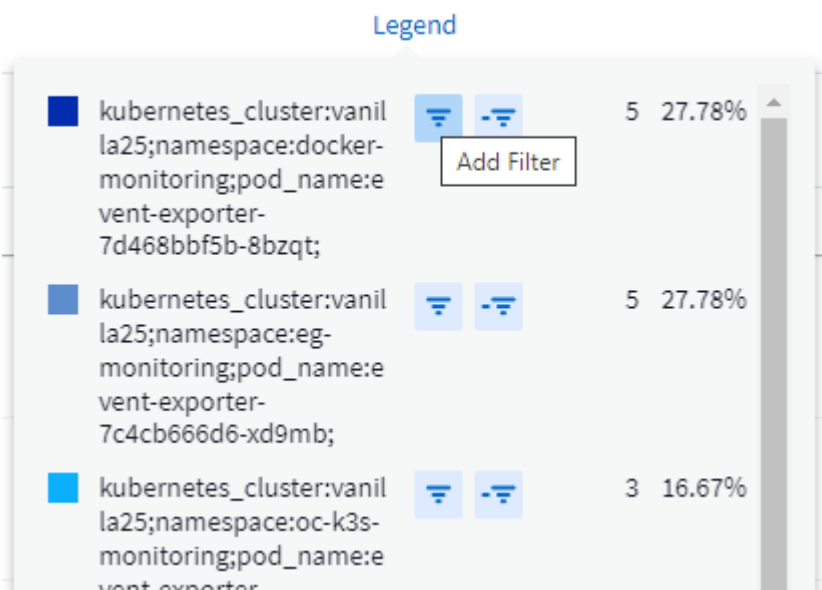 Legend
kubernetes_cluster:vanil 5 27.78%
la25;namespace:docker-
Add Filter
monitoring;pod_name:e
vent-exporter-
7d468bbf5b-8bzqt;
kubernetes_cluster:vanil 5 27.78%
la25;namespace:eg-
monitoring;pod_name:e
vent-exporter-
7c4cb666d6-xd9mb;
kubernetes_cluster:vanil 3 16.67%
la25;namespace:oc-k3s-
monitoring;pod_name:e
vent-exporter-